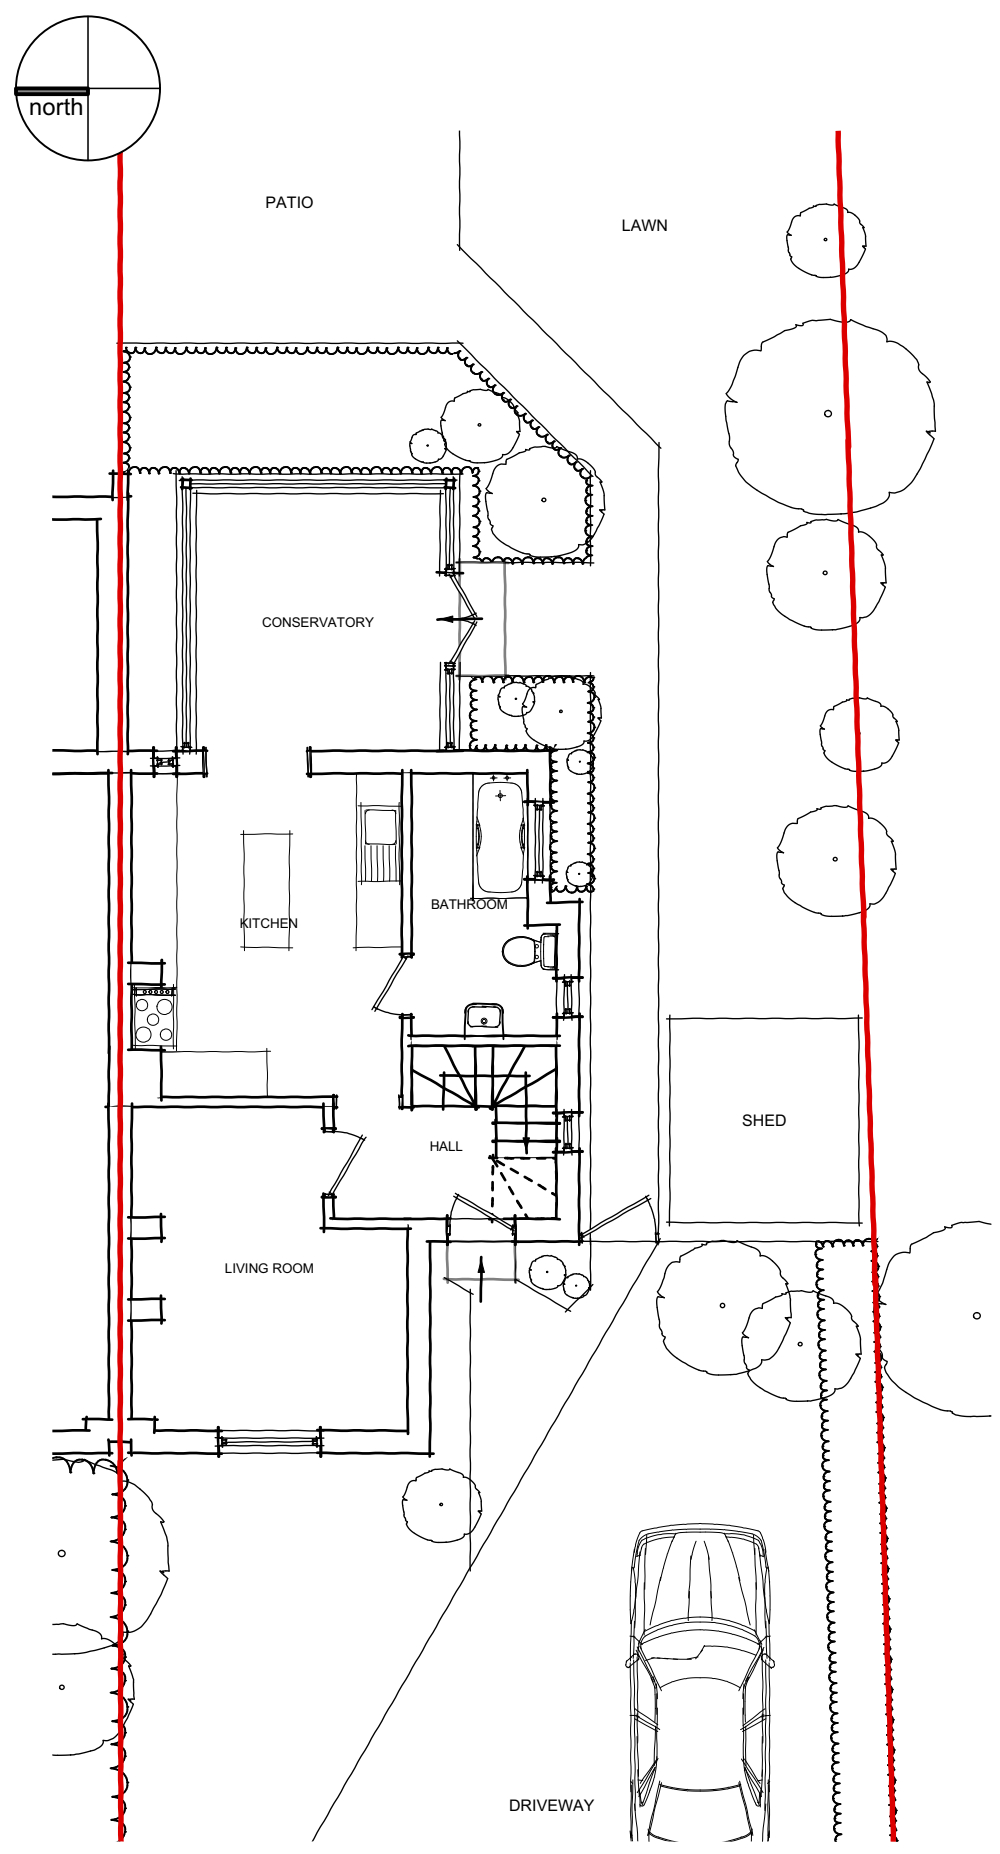 north
PATIO
LAWN
CONSERVATORY
BATHROOM
KITCHEN
SHED
HALL
LIVING ROOM
DRIVEWAY